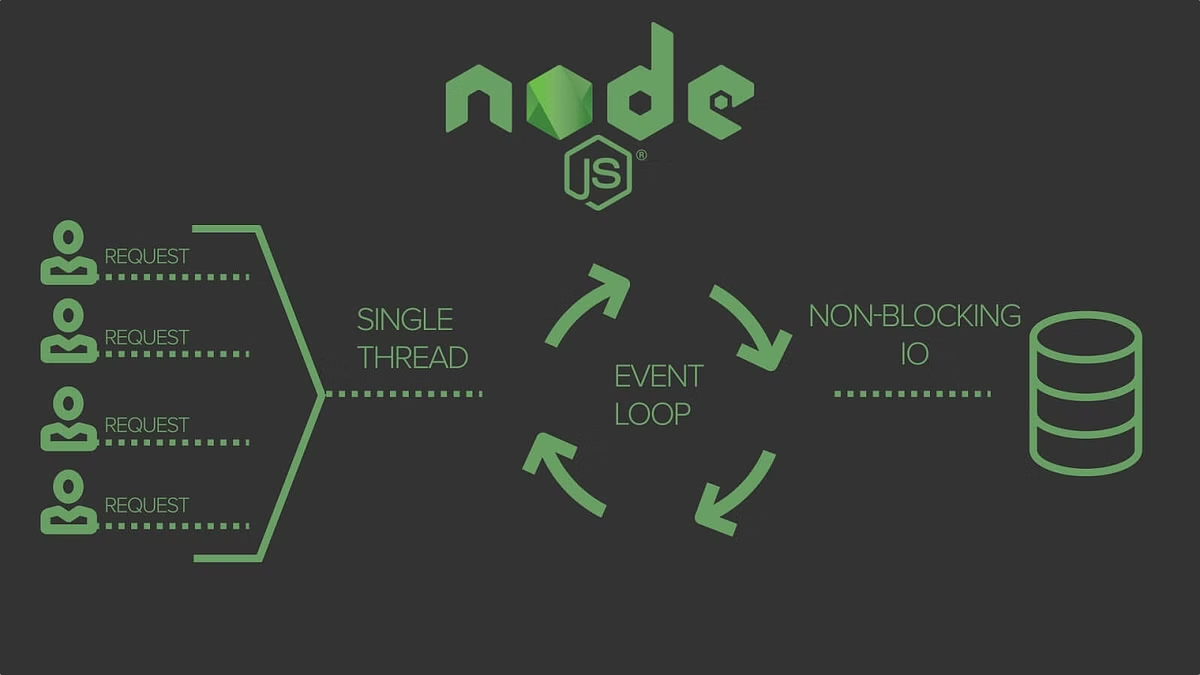 node
JS®
REQUEST
REQUEST
REQUEST
REQUEST
SINGLE
THREAD
EVENT
LOOP
NON-BLOCKING
IO